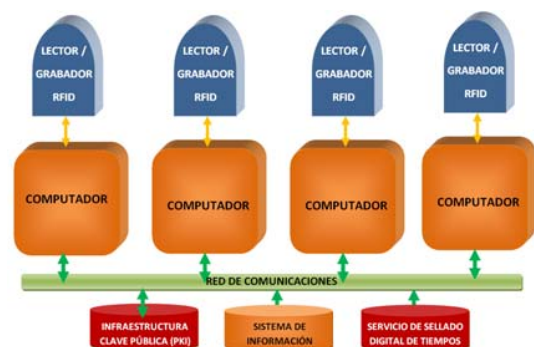 LECTOR /
GRABADOR
RFID
LECTOR /
GRABADOR
RFID
LECTOR /
GRABADOR
RFID
LECTOR /
GRABADOR
RFID
COMPUTADOR
COMPUTADOR
COMPUTADOR
COMPUTADOR
RED DE COMUNICACIONES
INFRAESTRUCTURA
CLAVE PÚBLICA (PKI)
SISTEMA DE
INFORMACIÓN
SERVICIO DE SELLADO
DIGITAL DE TIEMPOS